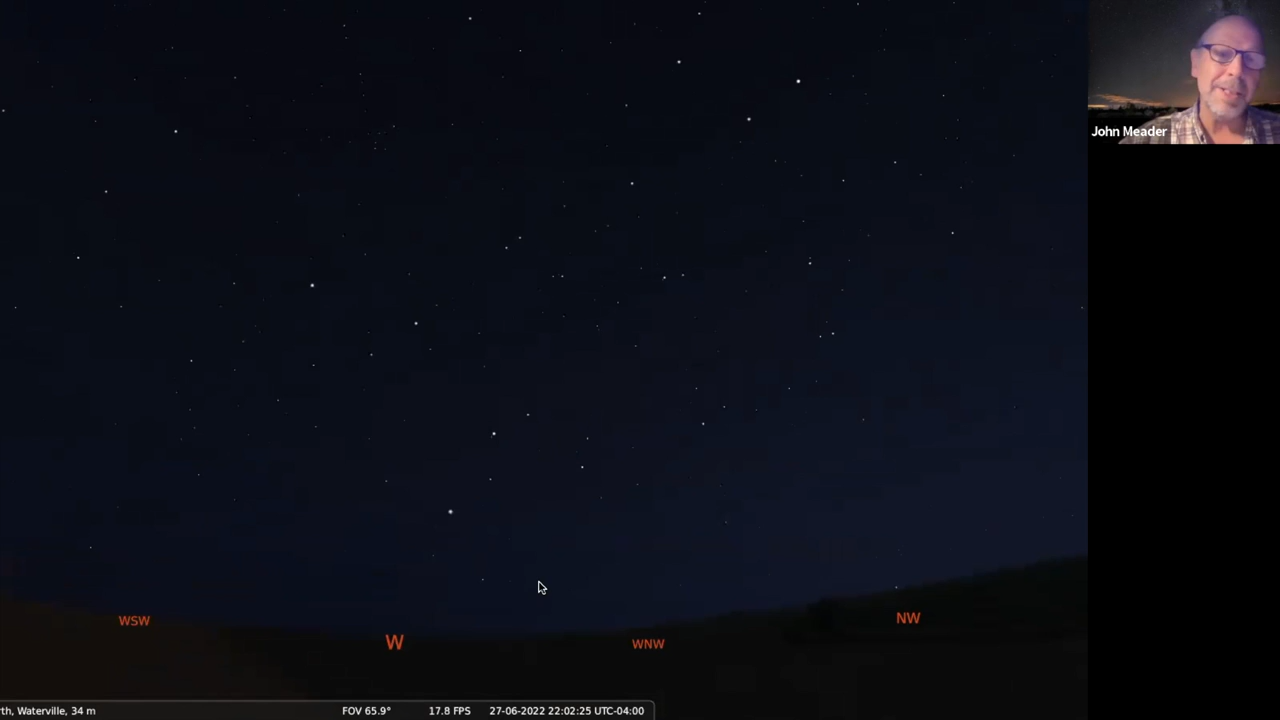 John Meader
WSW
W
WNW
NW
th, Waterville, 34 m
FOV 65.9°
17.8 FPS
27-06-2022 22:02:25 UTC-04:00